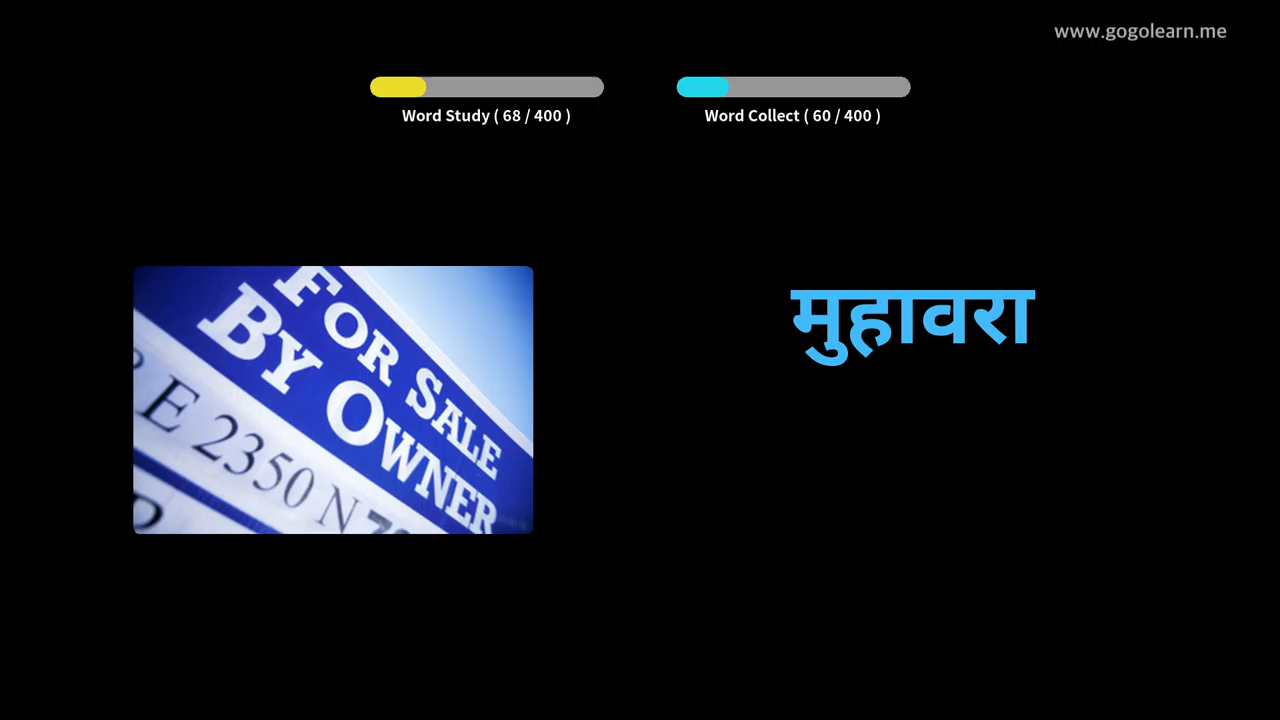 www.gogolearn.me
Word Study ( 68 / 400 )
Word Collect ( 60 / 400 )
FOR SALE
BY OWNER
E 2350 N
मुहावरा